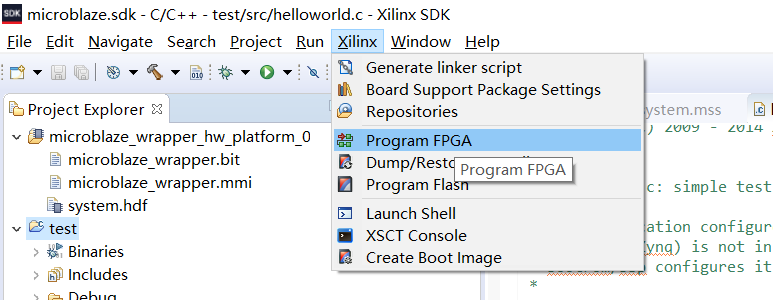 SDK microblaze.sdk - C/C++ - test/src/helloworld.c - Xilinx SDK
File Edit Navigate Search Project Run Xilinx Window Help
010
Project Explorer
microblaze_wrapper_hw_platform_0
microblaze_wrapper.bit
microblaze_wrapper.mmi
system.hdf
test
Binaries
Includes
Debug
Generate linker script
Board Support Package Settings
Repositories
Program FPGA
Dump/Resto
Program FPGA
Program Flash
Launch Shell
XSCT Console
Create Boot Image
ystem.mss
) 2009 - 2014
c: simple test
ation configur
ynq) is not in
configures it
*